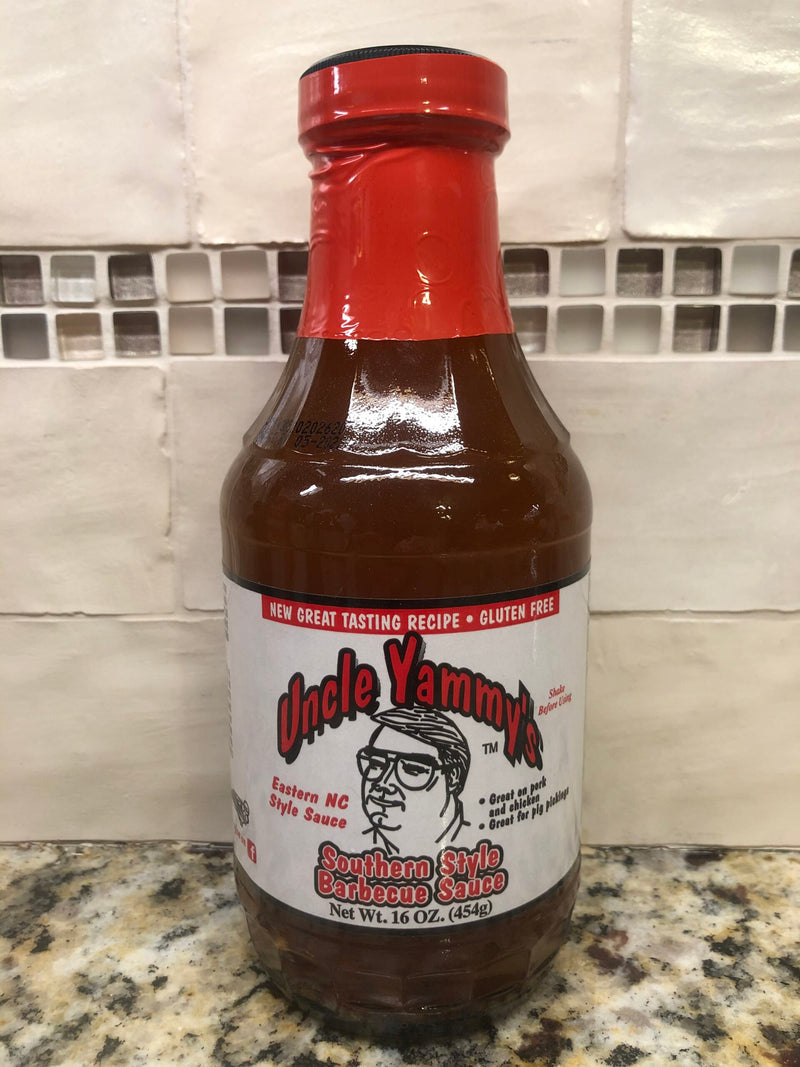 NEW GREAT TASTING RECIPE • GLUTEN FREE
Uncle Yammy's
TM
Shake
Before Using
Eastern NC
Style Sauce
• Great on pork
and chicken
• Great for pig pickings
Southern Style
Barbecue Sauce
Net Wt. 16 OZ. (454g)